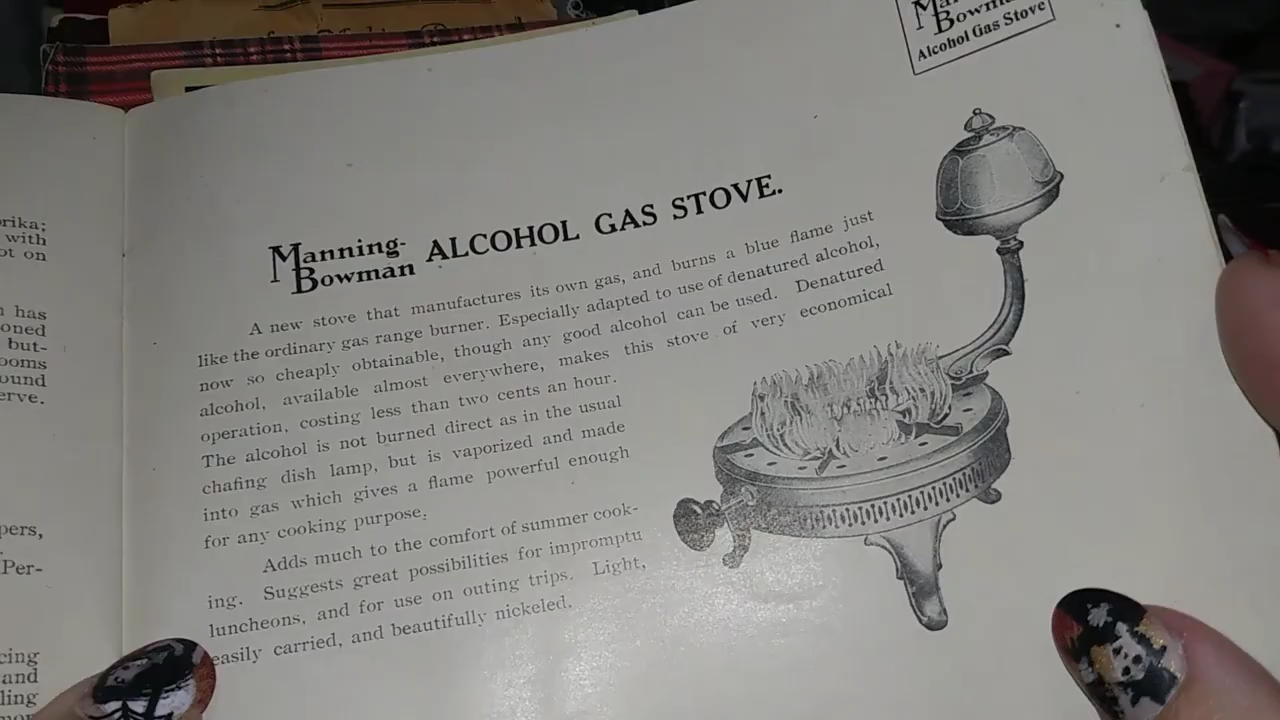 Bowman
Alcohol Gas Stove
Manning-
Bowman ALCOHOL GAS STOVE.
A new stove that manufactures its own gas, and burns a blue flame just
like the ordinary gas range burner. Especially adapted to use of denatured alcohol,
now so cheaply obtainable, though any good alcohol can be used. Denatured
alcohol, available almost everywhere, makes this stove of very economical
operation, costing less than two cents an hour.
The alcohol is not burned direct as in the usual
chafing dish lamp, but is vaporized and made
into gas which gives a flame powerful enough
for any cooking purpose.
Adds much to the comfort of summer cook-
ing. Suggests great possibilities for impromptu
luncheons, and for use on outing trips. Light,
easily carried, and beautifully nickeled.
with
ot on
has
oned
but-
ooms
ound
erve.
pers,
Per-
cing
and
ling